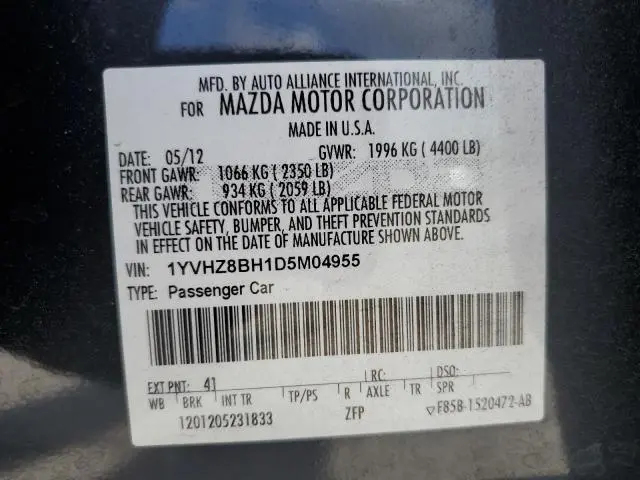 MFD. BY AUTO ALLIANCE INTERNATIONAL, INC.
FOR MAZDA MOTOR CORPORATION
MADE IN U.S.A.
DATE: 05/12 GVWR: 1996 KG ( 4400 LB)
FRONT GAWR: 1066 KG ( 2350 LB)
REAR GAWR: 934 KG ( 2059 LB)
THIS VEHICLE CONFORMS TO ALL APPLICABLE FEDERAL MOTOR
VEHICLE SAFETY, BUMPER, AND THEFT PREVENTION STANDARDS
IN EFFECT ON THE DATE OF MANUFACTURE SHOWN ABOVE.
VIN: 1YVHZ8BH1D5M04955
TYPE: Passenger Car
EXT PNT: 41 RC: DSO:
WB BRK INT TR TP/PS R AXLE TR SPR
1201205231833 ZFP F85B-1520472-AB